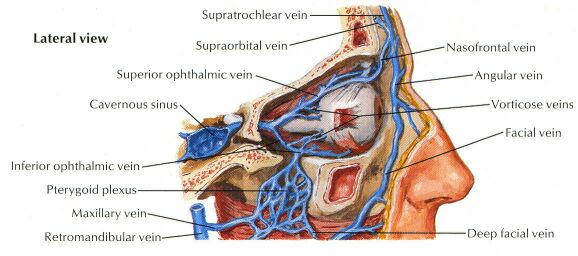 Lateral view
Supratrochlear vein
Supraorbital vein
Superior ophthalmic vein
Cavernous sinus
Inferior ophthalmic vein
Pterygoid plexus
Maxillary vein
Retromandibular vein
Nasofrontal vein
Angular vein
Vorticose veins
Facial vein
Deep facial vein